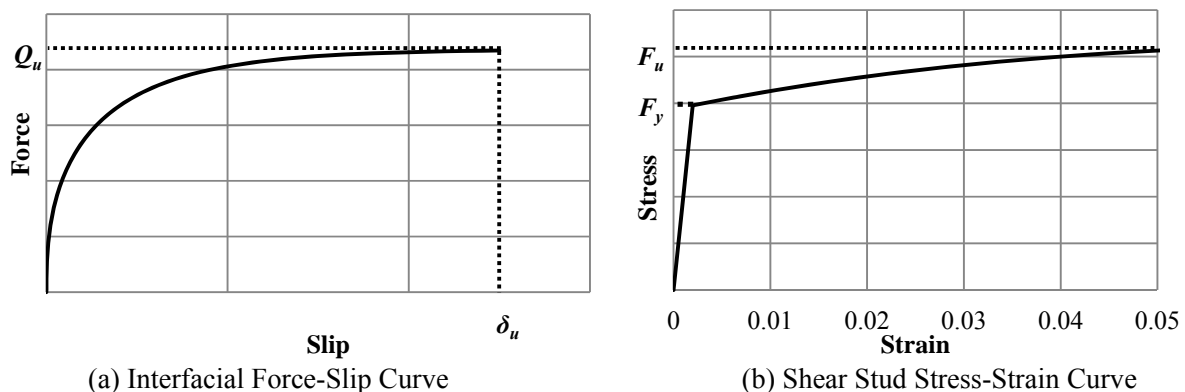 Q_u
Force
δ_u
Slip
(a) Interfacial Force-Slip Curve
F_u
F_y
Stress
0 0.01 0.02 0.03 0.04 0.05
Strain
(b) Shear Stud Stress-Strain Curve